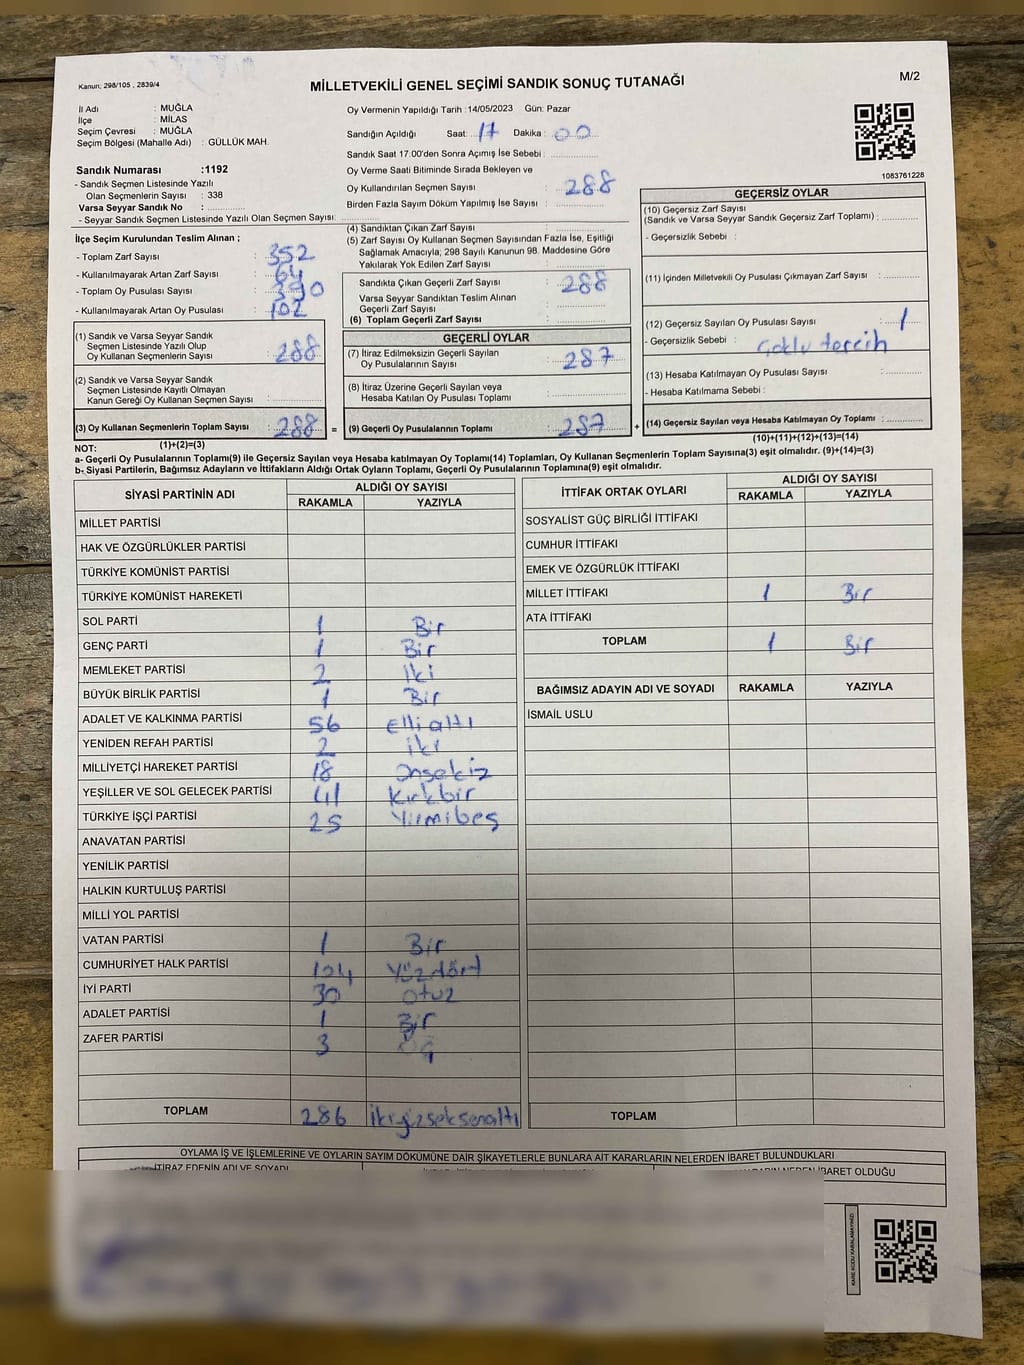 Kanun; 298/105 , 2839/4
MİLLETVEKİLİ GENEL SEÇİMİ SANDIK SONUÇ TUTANAĞI
M/2
İl Adı : MUĞLA
İlçe : MİLAS
Seçim Çevresi : MUĞLA
Seçim Bölgesi (Mahalle Adı) : GÜLLÜK MAH.
Oy Vermenin Yapıldığı Tarih : 14/05/2023 Gün: Pazar
Sandığın Açıldığı Saat: 17 Dakika : 00
Sandık Saat 17:00'den Sonra Açımış İse Sebebi :
Oy Verme Saati Bitiminde Sırada Bekleyen ve
Oy Kullandırılan Seçmen Sayısı : 288
Birden Fazla Sayım Döküm Yapılmış İse Sayısı :
1083761228
Sandık Numarası :1192
- Sandık Seçmen Listesinde Yazılı
Olan Seçmenlerin Sayısı : 338
Varsa Seyyar Sandık No :
- Seyyar Sandık Seçmen Listesinde Yazılı Olan Seçmen Sayısı:
İlçe Seçim Kurulundan Teslim Alınan ;
- Toplam Zarf Sayısı : 352
- Kullanılmayarak Artan Zarf Sayısı : 64
- Toplam Oy Pusulası Sayısı : 390
- Kullanılmayarak Artan Oy Pusulası : 102
(1) Sandık ve Varsa Seyyar Sandık
Seçmen Listesinde Yazılı Olup
Oy Kullanan Seçmenlerin Sayısı : 288
(2) Sandık ve Varsa Seyyar Sandık
Seçmen Listesinde Kayıtlı Olmayan
Kanun Gereği Oy Kullanan Seçmen Sayısı :
(3) Oy Kullanan Seçmenlerin Toplam Sayısı : 288 =
(1)+(2)=(3)
(4) Sandıktan Çıkan Zarf Sayısı :
(5) Zarf Sayısı Oy Kullanan Seçmen Sayısından Fazla İse, Eşitliği
Sağlamak Amacıyla; 298 Sayılı Kanunun 98. Maddesine Göre
Yakılarak Yok Edilen Zarf Sayısı :
Sandıkta Çıkan Geçerli Zarf Sayısı : 288
Varsa Seyyar Sandıktan Teslim Alınan
Geçerli Zarf Sayısı :
(6) Toplam Geçerli Zarf Sayısı :
GEÇERLİ OYLAR
(7) İtiraz Edilmeksizin Geçerli Sayılan
Oy Pusulalarının Sayısı : 287
(8) İtiraz Üzerine Geçerli Sayılan veya
Hesaba Katılan Oy Pusulası Toplamı :
(9) Geçerli Oy Pusulalarının Toplamı : 287 +
GEÇERSİZ OYLAR
(10) Geçersiz Zarf Sayısı
(Sandık ve Varsa Seyyar Sandık Geçersiz Zarf Toplamı) :
- Geçersizlik Sebebi :
(11) İçinden Milletvekili Oy Pusulası Çıkmayan Zarf Sayısı :
(12) Geçersiz Sayılan Oy Pusulası Sayısı : 1
- Geçersizlik Sebebi : Çoklu tercih
(13) Hesaba Katılmayan Oy Pusulası Sayısı :
- Hesaba Katılmama Sebebi :
(14) Geçersiz Sayılan veya Hesaba Katılmayan Oy Toplamı :
(10)+(11)+(12)+(13)=(14)
NOT:
a- Geçerli Oy Pusulalarının Toplamı(9) ile Geçersiz Sayılan veya Hesaba katılmayan Oy Toplamı(14) Toplamları, Oy Kullanan Seçmenlerin Toplam Sayısına(3) eşit olmalıdır. (9)+(14)=(3)
b- Siyasi Partilerin, Bağımsız Adayların ve İttifakların Aldığı Ortak Oyların Toplamı, Geçerli Oy Pusulalarının Toplamına(9) eşit olmalıdır.
SİYASİ PARTİNİN ADI ALDIĞI OY SAYISI
RAKAMLA YAZIYLA
MİLLET PARTİSİ
HAK VE ÖZGÜRLÜKLER PARTİSİ
TÜRKİYE KOMÜNİST PARTİSİ
TÜRKİYE KOMÜNİST HAREKETİ
SOL PARTİ 1 Bir
GENÇ PARTİ 1 Bir
MEMLEKET PARTİSİ 2 İki
BÜYÜK BİRLİK PARTİSİ 1 Bir
ADALET VE KALKINMA PARTİSİ 56 Elli altı
YENİDEN REFAH PARTİSİ 2 İki
MİLLİYETÇİ HAREKET PARTİSİ 18 Onsekiz
YEŞİLLER VE SOL GELECEK PARTİSİ 41 Kırkbir
TÜRKİYE İŞÇİ PARTİSİ 25 Yirmibeş
ANAVATAN PARTİSİ
YENİLİK PARTİSİ
HALKIN KURTULUŞ PARTİSİ
MİLLİ YOL PARTİSİ
VATAN PARTİSİ 1 Bir
CUMHURİYET HALK PARTİSİ 104 Yüzdört
İYİ PARTİ 30 Otuz
ADALET PARTİSİ 1 Bir
ZAFER PARTİSİ 3 Üç
TOPLAM 286 İkiyüzseksenaltı
İTTİFAK ORTAK OYLARI ALDIĞI OY SAYISI
RAKAMLA YAZIYLA
SOSYALİST GÜÇ BİRLİĞİ İTTİFAKI
CUMHUR İTTİFAKI
EMEK VE ÖZGÜRLÜK İTTİFAKI
MİLLET İTTİFAKI 1 Bir
ATA İTTİFAKI
TOPLAM 1 Bir
BAĞIMSIZ ADAYIN ADI VE SOYADI RAKAMLA YAZIYLA
İSMAİL USLU
TOPLAM
OYLAMA İŞ VE İŞLEMLERİNE VE OYLARIN SAYIM DÖKÜMÜNE DAİR ŞİKAYETLERLE BUNLARA AİT KARARLARIN NELERDEN İBARET BULUNDUKLARI
İTİRAZ EDENİN ADI VE SOYADI
NEDEN İBARET OLDUĞU
KARE KODU KARALAMAYINIZ!